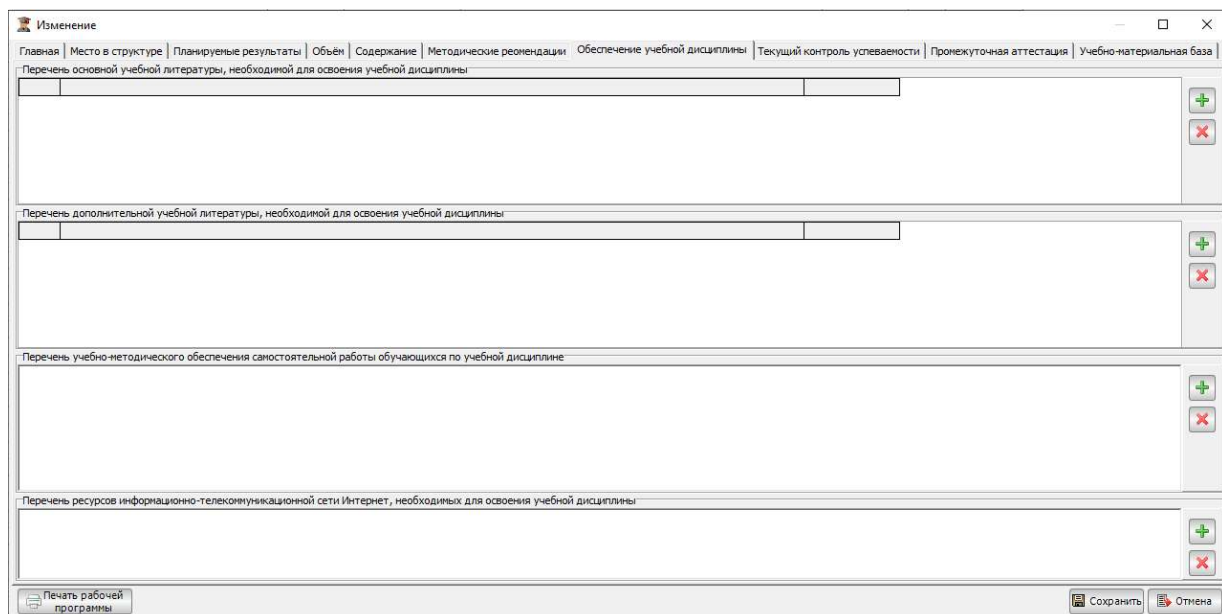 Изменение
Главная Место в структуре Планируемые результаты Объём Содержание Методические реомендации Обеспечение учебной дисциплины Текущий контроль успеваемости Промежуточная аттестация Учебно-материальная база
Перечень основной учебной литературы, необходимой для освоения учебной дисциплины
Перечень дополнительной учебной литературы, необходимой для освоения учебной дисциплины
Перечень учебно-методического обеспечения самостоятельной работы обучающихся по учебной дисциплине
Перечень ресурсов информационно-телекоммуникационной сети Интернет, необходимых для освоения учебной дисциплины
Печать рабочей
программы
Сохранить Отмена